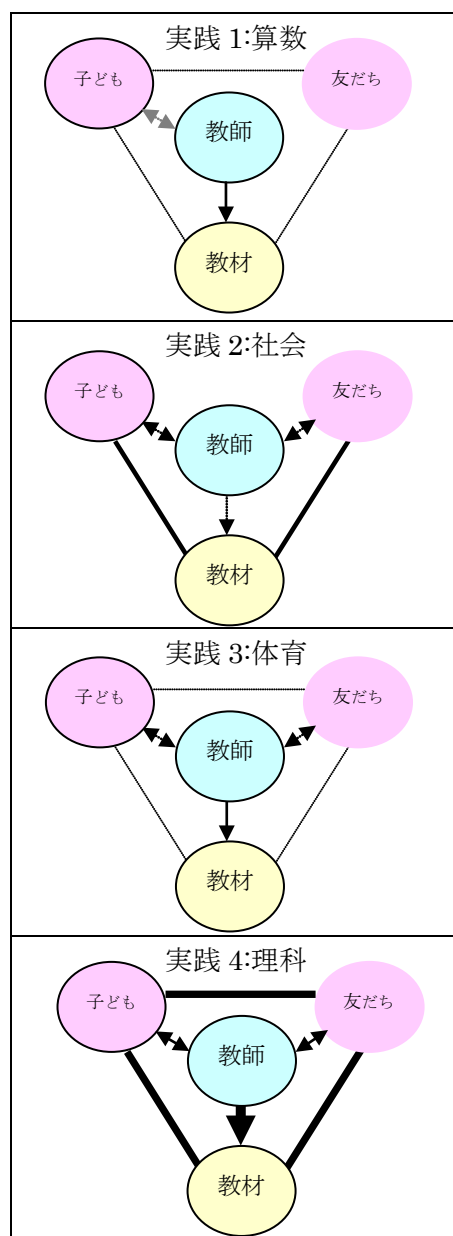 実践 1:算数
子ども
友だち
教師
教材
実践 2:社会
子ども
友だち
教師
教材
実践 3:体育
子ども
友だち
教師
教材
実践 4:理科
子ども
友だち
教師
教材